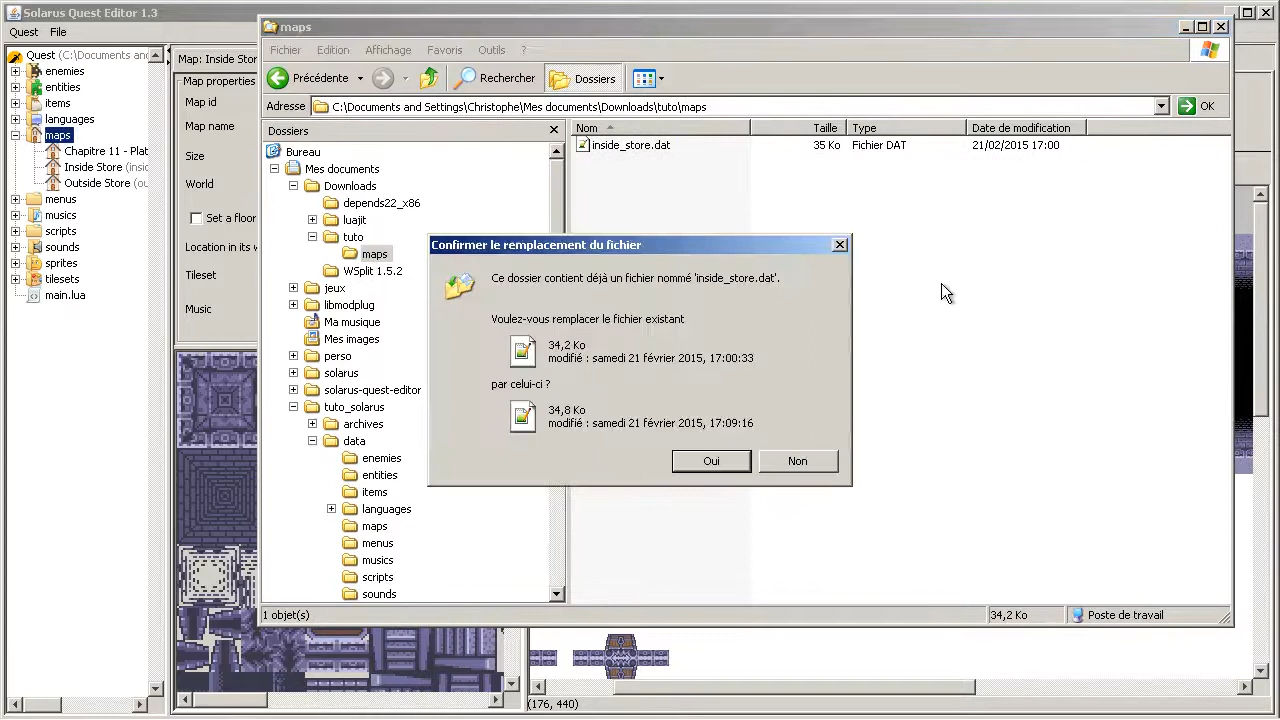 Solarus Quest Editor 1.3
Quest File
Quest (C:\Documents and
enemies
entities
items
languages
maps
Chapitre 11 - Plat
Inside Store (insi
Outside Store (ou
menus
musics
scripts
sounds
sprites
tilesets
main.lua
Map: Inside Stor
Map properties
Map id
Map name
Size
World
Set a floor
Location in its w
Tileset
Music
maps
Fichier Edition Affichage Favoris Outils ?
Précédente Rechercher Dossiers
Adresse C:\Documents and Settings\Christophe\Mes documents\Downloads\tuto\maps OK
Dossiers
Bureau
Mes documents
Downloads
depends22_x86
luajit
tuto
maps
WSplit 1.5.2
jeux
libmodplug
Ma musique
Mes images
perso
solarus
solarus-quest-editor
tuto_solarus
archives
data
enemies
entities
items
languages
maps
menus
musics
scripts
sounds
Nom Taille Type Date de modification
inside_store.dat 35 Ko Fichier DAT 21/02/2015 17:00
Confirmer le remplacement du fichier
Ce dossier contient déjà un fichier nommé 'inside_store.dat'.
Voulez-vous remplacer le fichier existant
34,2 Ko
modifié : samedi 21 février 2015, 17:00:33
par celui-ci ?
34,8 Ko
modifié : samedi 21 février 2015, 17:09:16
Oui Non
1 objet(s) 34,2 Ko Poste de travail
(176, 440)